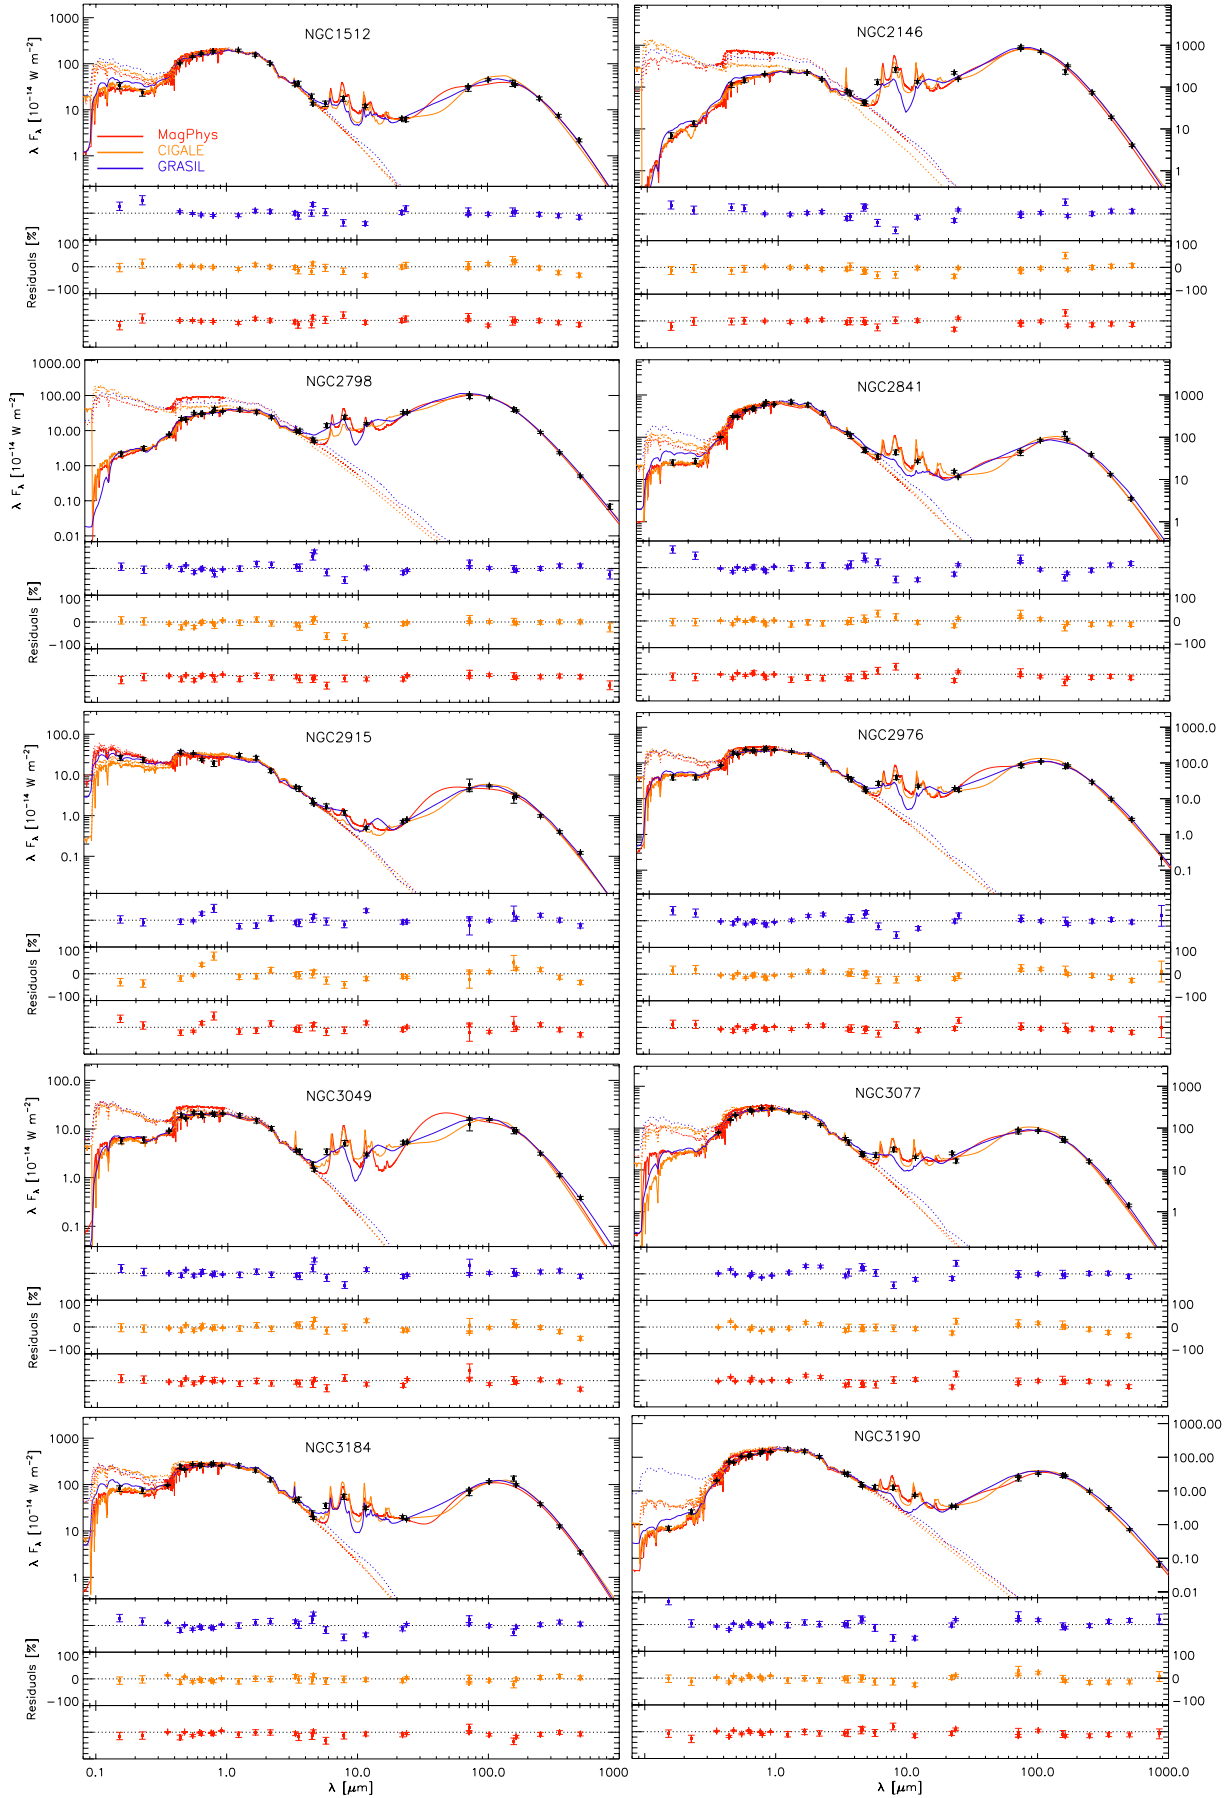 NGC1512
1000
100
10
1
λ Fλ [10⁻¹⁴ W m⁻²]
MagPhys
CIGALE
GRASIL
Residuals [%]
100
0
−100
NGC2146
1000
100
10
1
100
0
−100
NGC2798
1000.00
100.00
10.00
1.00
0.10
0.01
λ Fλ [10⁻¹⁴ W m⁻²]
Residuals [%]
100
0
−100
NGC2841
1000
100
10
1
100
0
−100
NGC2915
100.0
10.0
1.0
0.1
λ Fλ [10⁻¹⁴ W m⁻²]
Residuals [%]
100
0
−100
NGC2976
1000.0
100.0
10.0
1.0
0.1
100
0
−100
NGC3049
100.0
10.0
1.0
0.1
λ Fλ [10⁻¹⁴ W m⁻²]
Residuals [%]
100
0
−100
NGC3077
1000
100
10
1
100
0
−100
NGC3184
1000
100
10
1
λ Fλ [10⁻¹⁴ W m⁻²]
Residuals [%]
100
0
−100
0.1 1.0 10.0 100.0
λ [μm]
NGC3190
1000.00
100.00
10.00
1.00
0.10
0.01
100
0
−100
1000.0 0.1 1.0 10.0 100.0 1000.0
λ [μm]